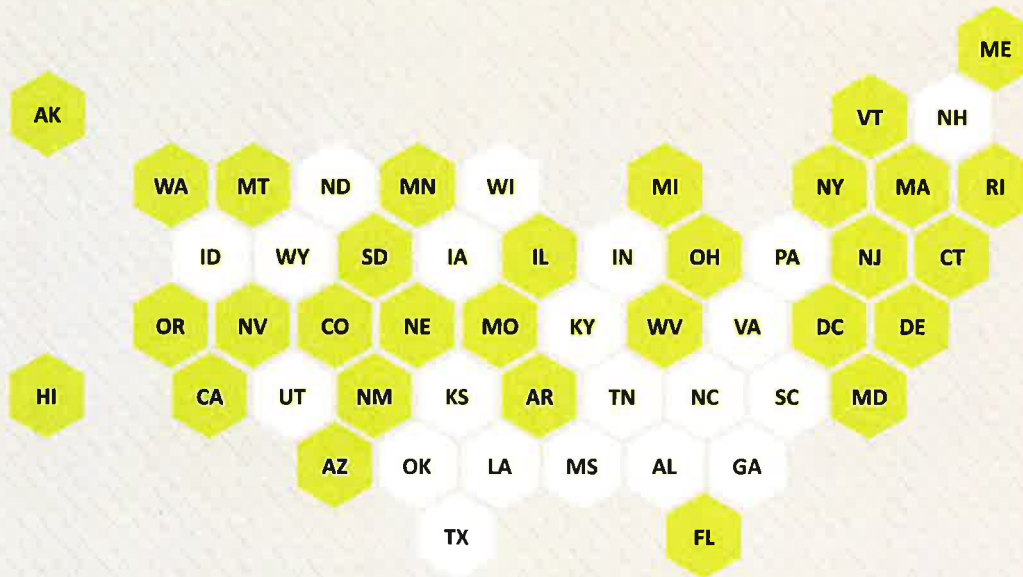 ME
AK VT NH
WA MT ND MN WI MI NY MA RI
ID WY SD IA IL IN OH PA NJ CT
OR NV CO NE MO KY WV VA DC DE
HI CA UT NM KS AR TN NC SC MD
AZ OK LA MS AL GA
TX FL